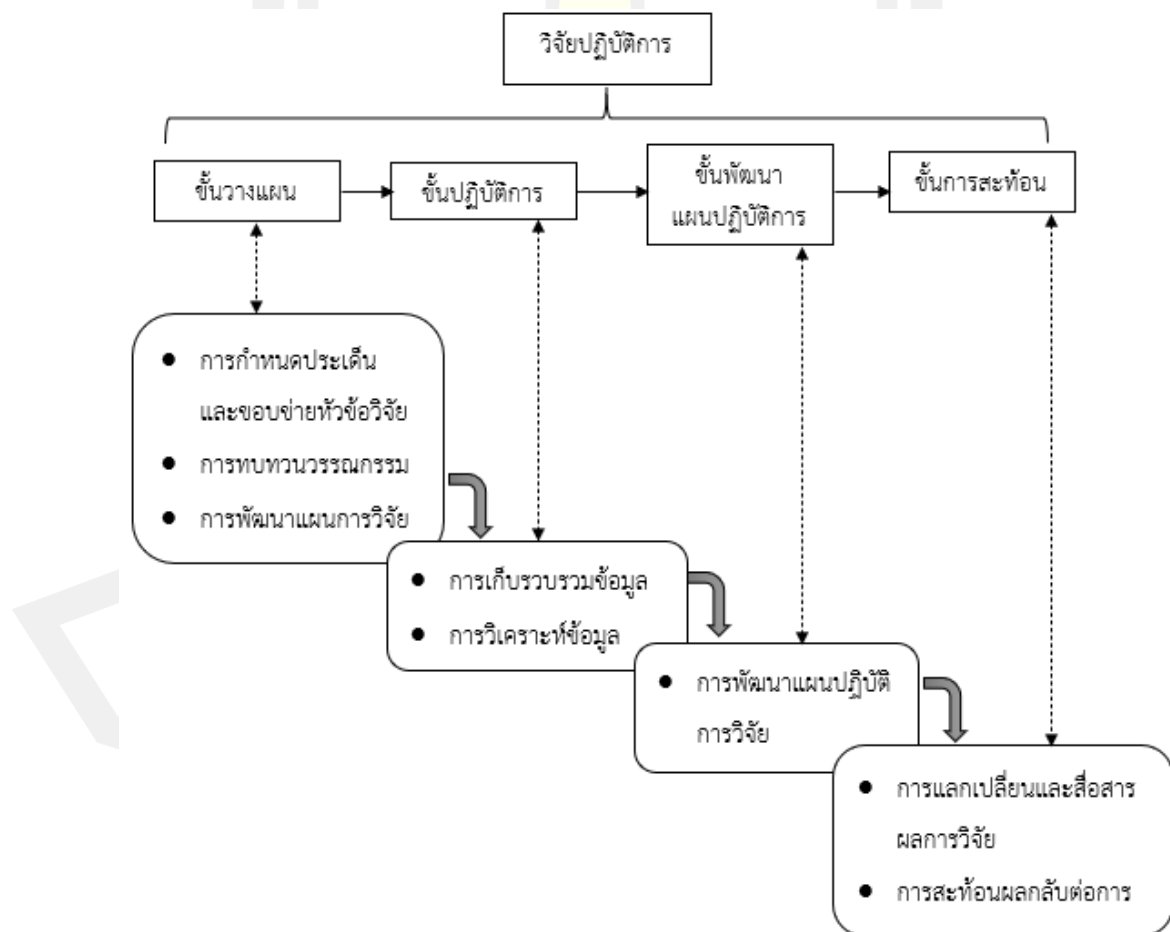 วิจัยปฏิบัติการ
ขั้นวางแผน
ขั้นปฏิบัติการ
ขั้นพัฒนา
แผนปฏิบัติการ
ขั้นการสะท้อน
● การกำหนดประเด็น
และขอบข่ายหัวข้อวิจัย
● การทบทวนวรรณกรรม
● การพัฒนาแผนการวิจัย
● การเก็บรวบรวมข้อมูล
● การวิเคราะห์ข้อมูล
● การพัฒนาแผนปฏิบัติ
การวิจัย
● การแลกเปลี่ยนและสื่อสาร
ผลการวิจัย
● การสะท้อนผลกลับต่อการ